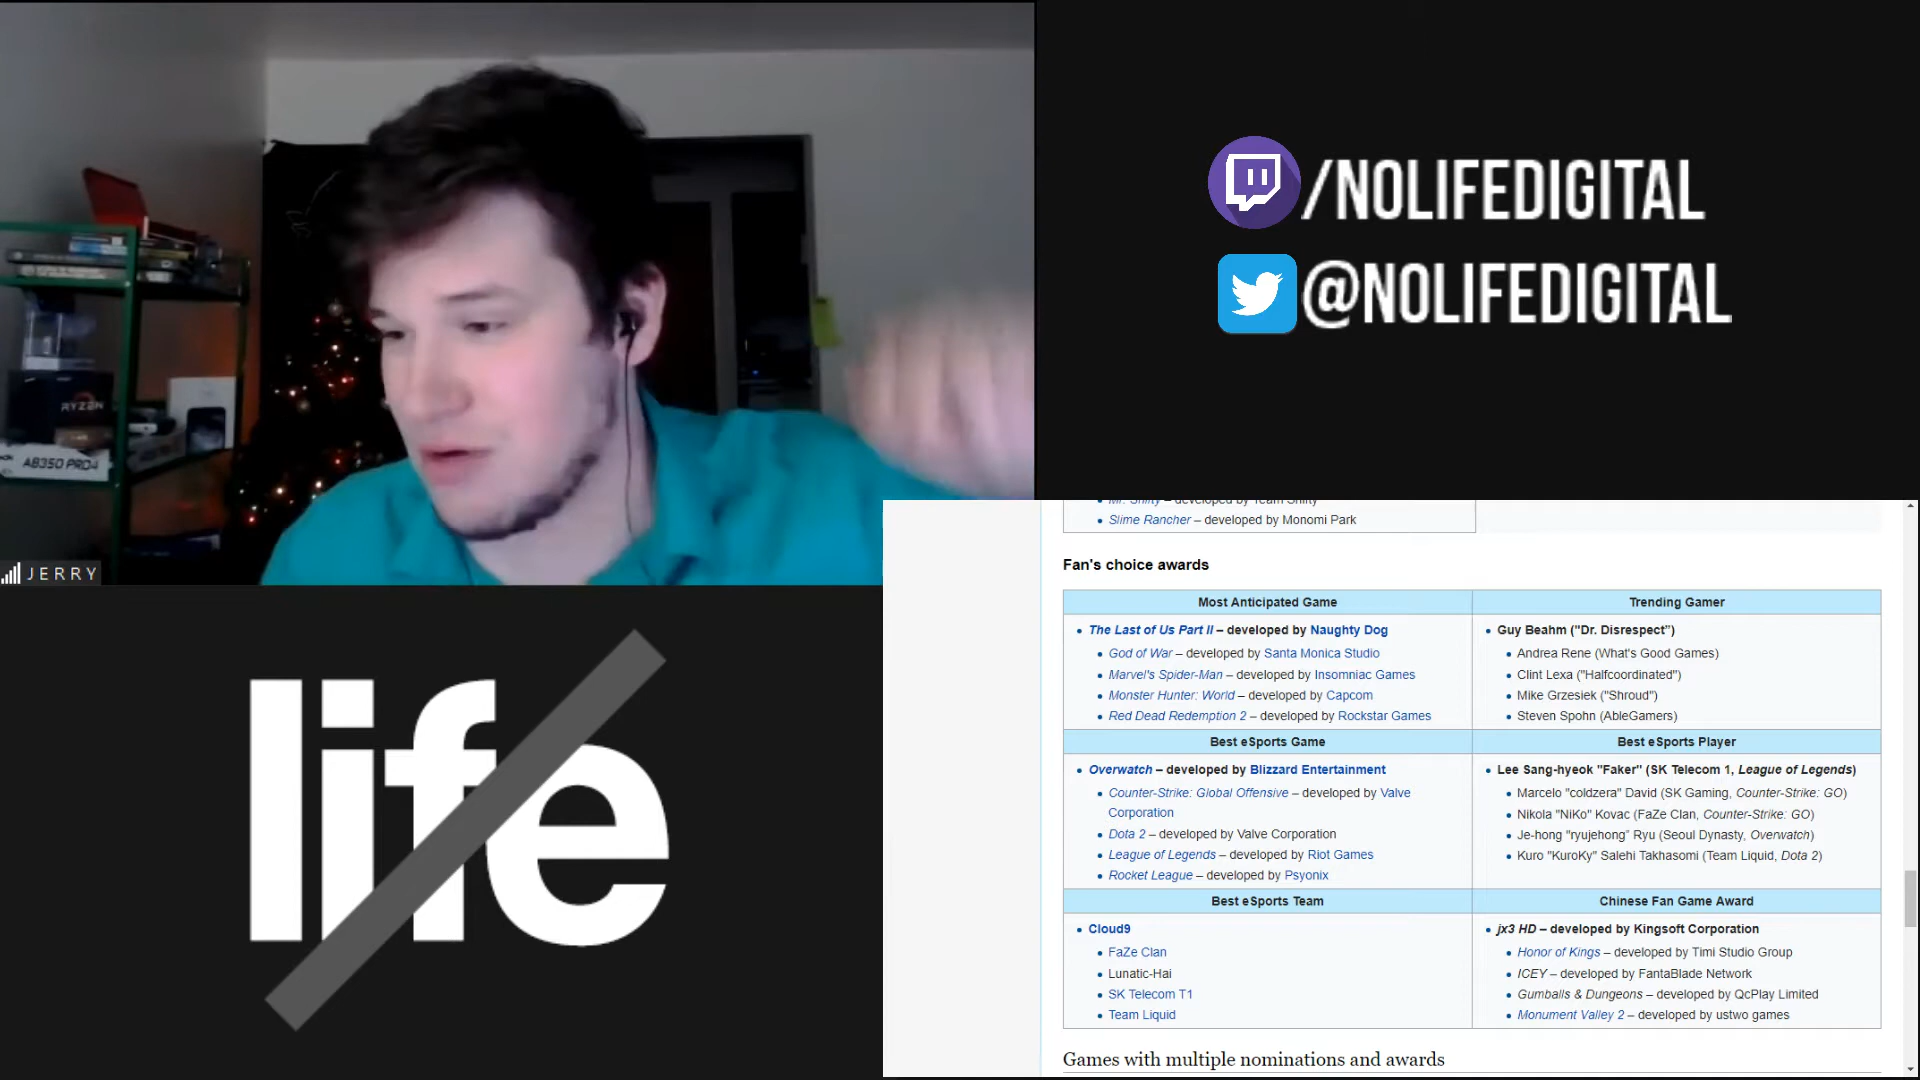 RYZEN
AB350 PRO4
JERRY
/NOLIFEDIGITAL
@NOLIFEDIGITAL
life
Mr. Shifty – developed by Team Shifty
Slime Rancher – developed by Monomi Park
Fan's choice awards
Most Anticipated Game
Trending Gamer
The Last of Us Part II – developed by Naughty Dog
God of War – developed by Santa Monica Studio
Marvel's Spider-Man – developed by Insomniac Games
Monster Hunter: World – developed by Capcom
Red Dead Redemption 2 – developed by Rockstar Games
Guy Beahm ("Dr. Disrespect")
Andrea Rene (What's Good Games)
Clint Lexa ("Halfcoordinated")
Mike Grzesiek ("Shroud")
Steven Spohn (AbleGamers)
Best eSports Game
Best eSports Player
Overwatch – developed by Blizzard Entertainment
Counter-Strike: Global Offensive – developed by Valve
Corporation
Dota 2 – developed by Valve Corporation
League of Legends – developed by Riot Games
Rocket League – developed by Psyonix
Lee Sang-hyeok "Faker" (SK Telecom 1, League of Legends)
Marcelo "coldzera" David (SK Gaming, Counter-Strike: GO)
Nikola "NiKo" Kovac (FaZe Clan, Counter-Strike: GO)
Je-hong "ryujehong" Ryu (Seoul Dynasty, Overwatch)
Kuro "KuroKy" Salehi Takhasomi (Team Liquid, Dota 2)
Best eSports Team
Chinese Fan Game Award
Cloud9
FaZe Clan
Lunatic-Hai
SK Telecom T1
Team Liquid
jx3 HD – developed by Kingsoft Corporation
Honor of Kings – developed by Timi Studio Group
ICEY – developed by FantaBlade Network
Gumballs & Dungeons – developed by QcPlay Limited
Monument Valley 2 – developed by ustwo games
Games with multiple nominations and awards